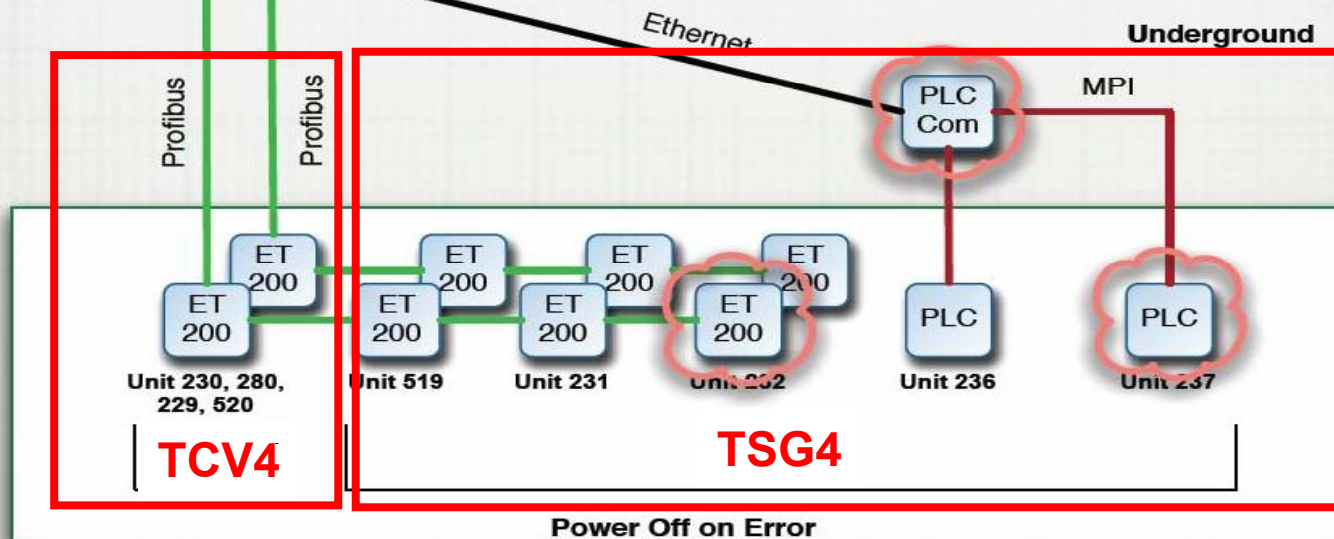 Ethernet
Underground
Profibus
Profibus
PLC
Com
MPI
ET
200
ET
200
ET
200
ET
200
ET
200
ET
200
ET
200
ET
200
PLC
PLC
Unit 230, 280,
229, 520
Unit 519
Unit 231
Unit 232
Unit 236
Unit 237
TCV4
TSG4
Power Off on Error